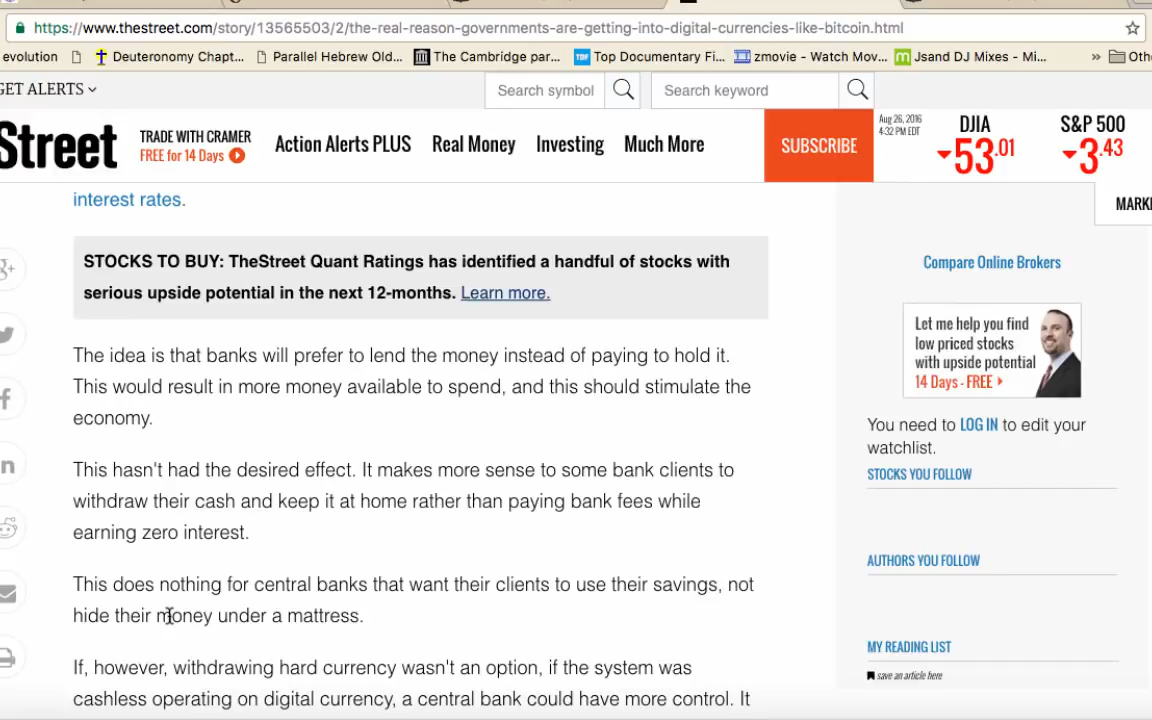 https://www.thestreet.com/story/13565503/2/the-real-reason-governments-are-getting-into-digital-currencies-like-bitcoin.html
evolution Deuteronomy Chapt... Parallel Hebrew Old... The Cambridge par... Top Documentary Fi... zmovie - Watch Mov... Jsand DJ Mixes - Mi... » Oth
GET ALERTS
Search symbol
Search keyword
Street
TRADE WITH CRAMER
FREE for 14 Days
Action Alerts PLUS Real Money Investing Much More
SUBSCRIBE
Aug 26, 2016
4:32 PM EDT
DJIA
53.01
S&P 500
3.43
MARK
interest rates.
STOCKS TO BUY: TheStreet Quant Ratings has identified a handful of stocks with
serious upside potential in the next 12-months. Learn more.
The idea is that banks will prefer to lend the money instead of paying to hold it.
This would result in more money available to spend, and this should stimulate the
economy.
This hasn't had the desired effect. It makes more sense to some bank clients to
withdraw their cash and keep it at home rather than paying bank fees while
earning zero interest.
This does nothing for central banks that want their clients to use their savings, not
hide their money under a mattress.
If, however, withdrawing hard currency wasn't an option, if the system was
cashless operating on digital currency, a central bank could have more control. It
Compare Online Brokers
Let me help you find
low priced stocks
with upside potential
14 Days - FREE
You need to LOG IN to edit your
watchlist.
STOCKS YOU FOLLOW
AUTHORS YOU FOLLOW
MY READING LIST
save an article here